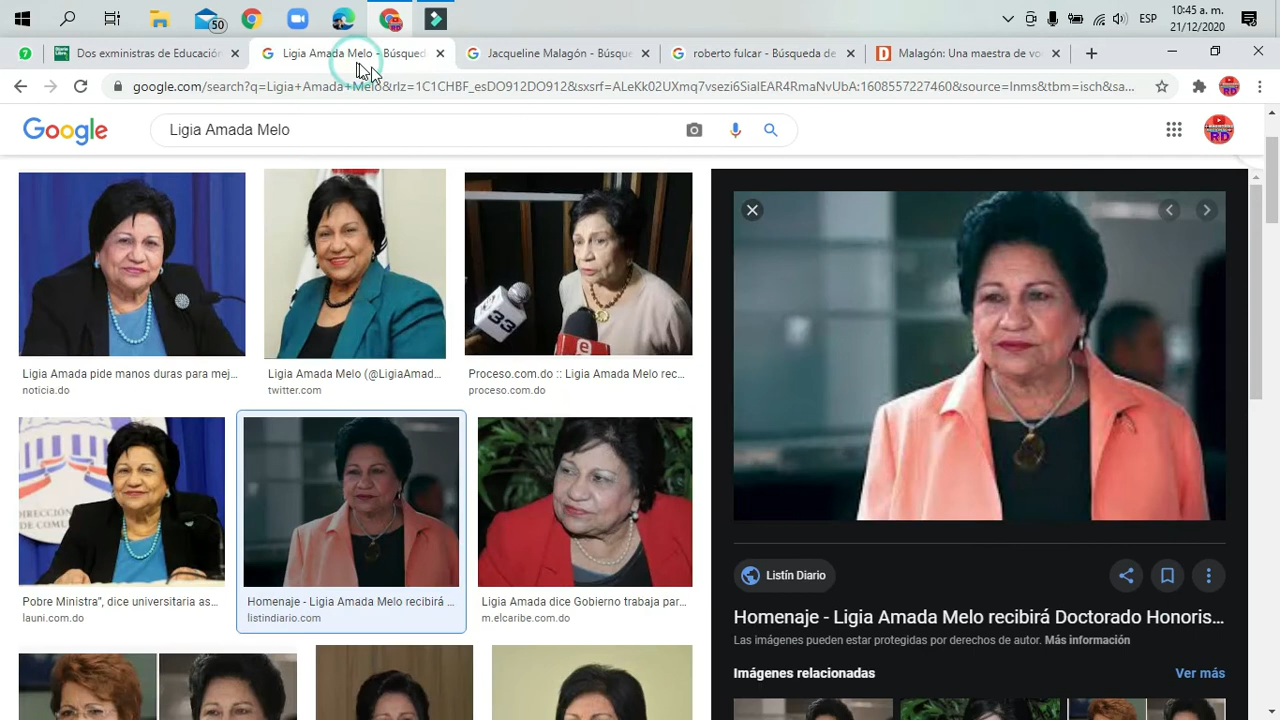 50
ESP
10:45 a. m.
21/12/2020
7
Dos exministras de Educación
Ligia Amada Melo - Búsqued
Jacqueline Malagón - Búsque
roberto fulcar - Búsqueda de
Malagón: Una maestra de vo
google.com/search?q=Ligia+Amada+Melo&rlz=1C1CHBF_esDO912DO912&sxsrf=ALeKk02UXmq7vsezi6SialEAR4RpmaNvUbA:1608557227460&source=lnms&tbm=isch&sa...
Google
Ligia Amada Melo
RD
33
e
Ligia Amada pide manos duras para mej...
noticia.do
Ligia Amada Melo (@LigiaAmad...
twitter.com
Proceso.com.do :: Ligia Amada Melo rec...
proceso.com.do
Pobre Ministra", dice universitaria as...
launi.com.do
Homenaje - Ligia Amada Melo recibirá ...
listindiario.com
Ligia Amada dice Gobierno trabaja par...
m.elcaribe.com.do
Listín Diario
Homenaje - Ligia Amada Melo recibirá Doctorado Honoris...
Las imágenes pueden estar protegidas por derechos de autor. Más información
Imágenes relacionadas
Ver más